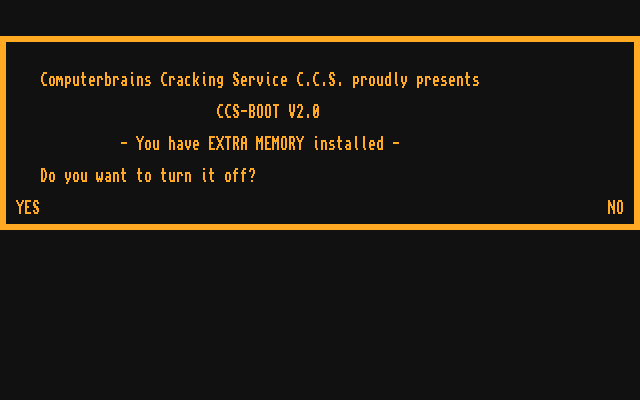 Computerbrains Cracking Service C.C.S. proudly presents
CCS-BOOT V2.0
- You have EXTRA MEMORY installed -
Do you want to turn it off?
YES NO